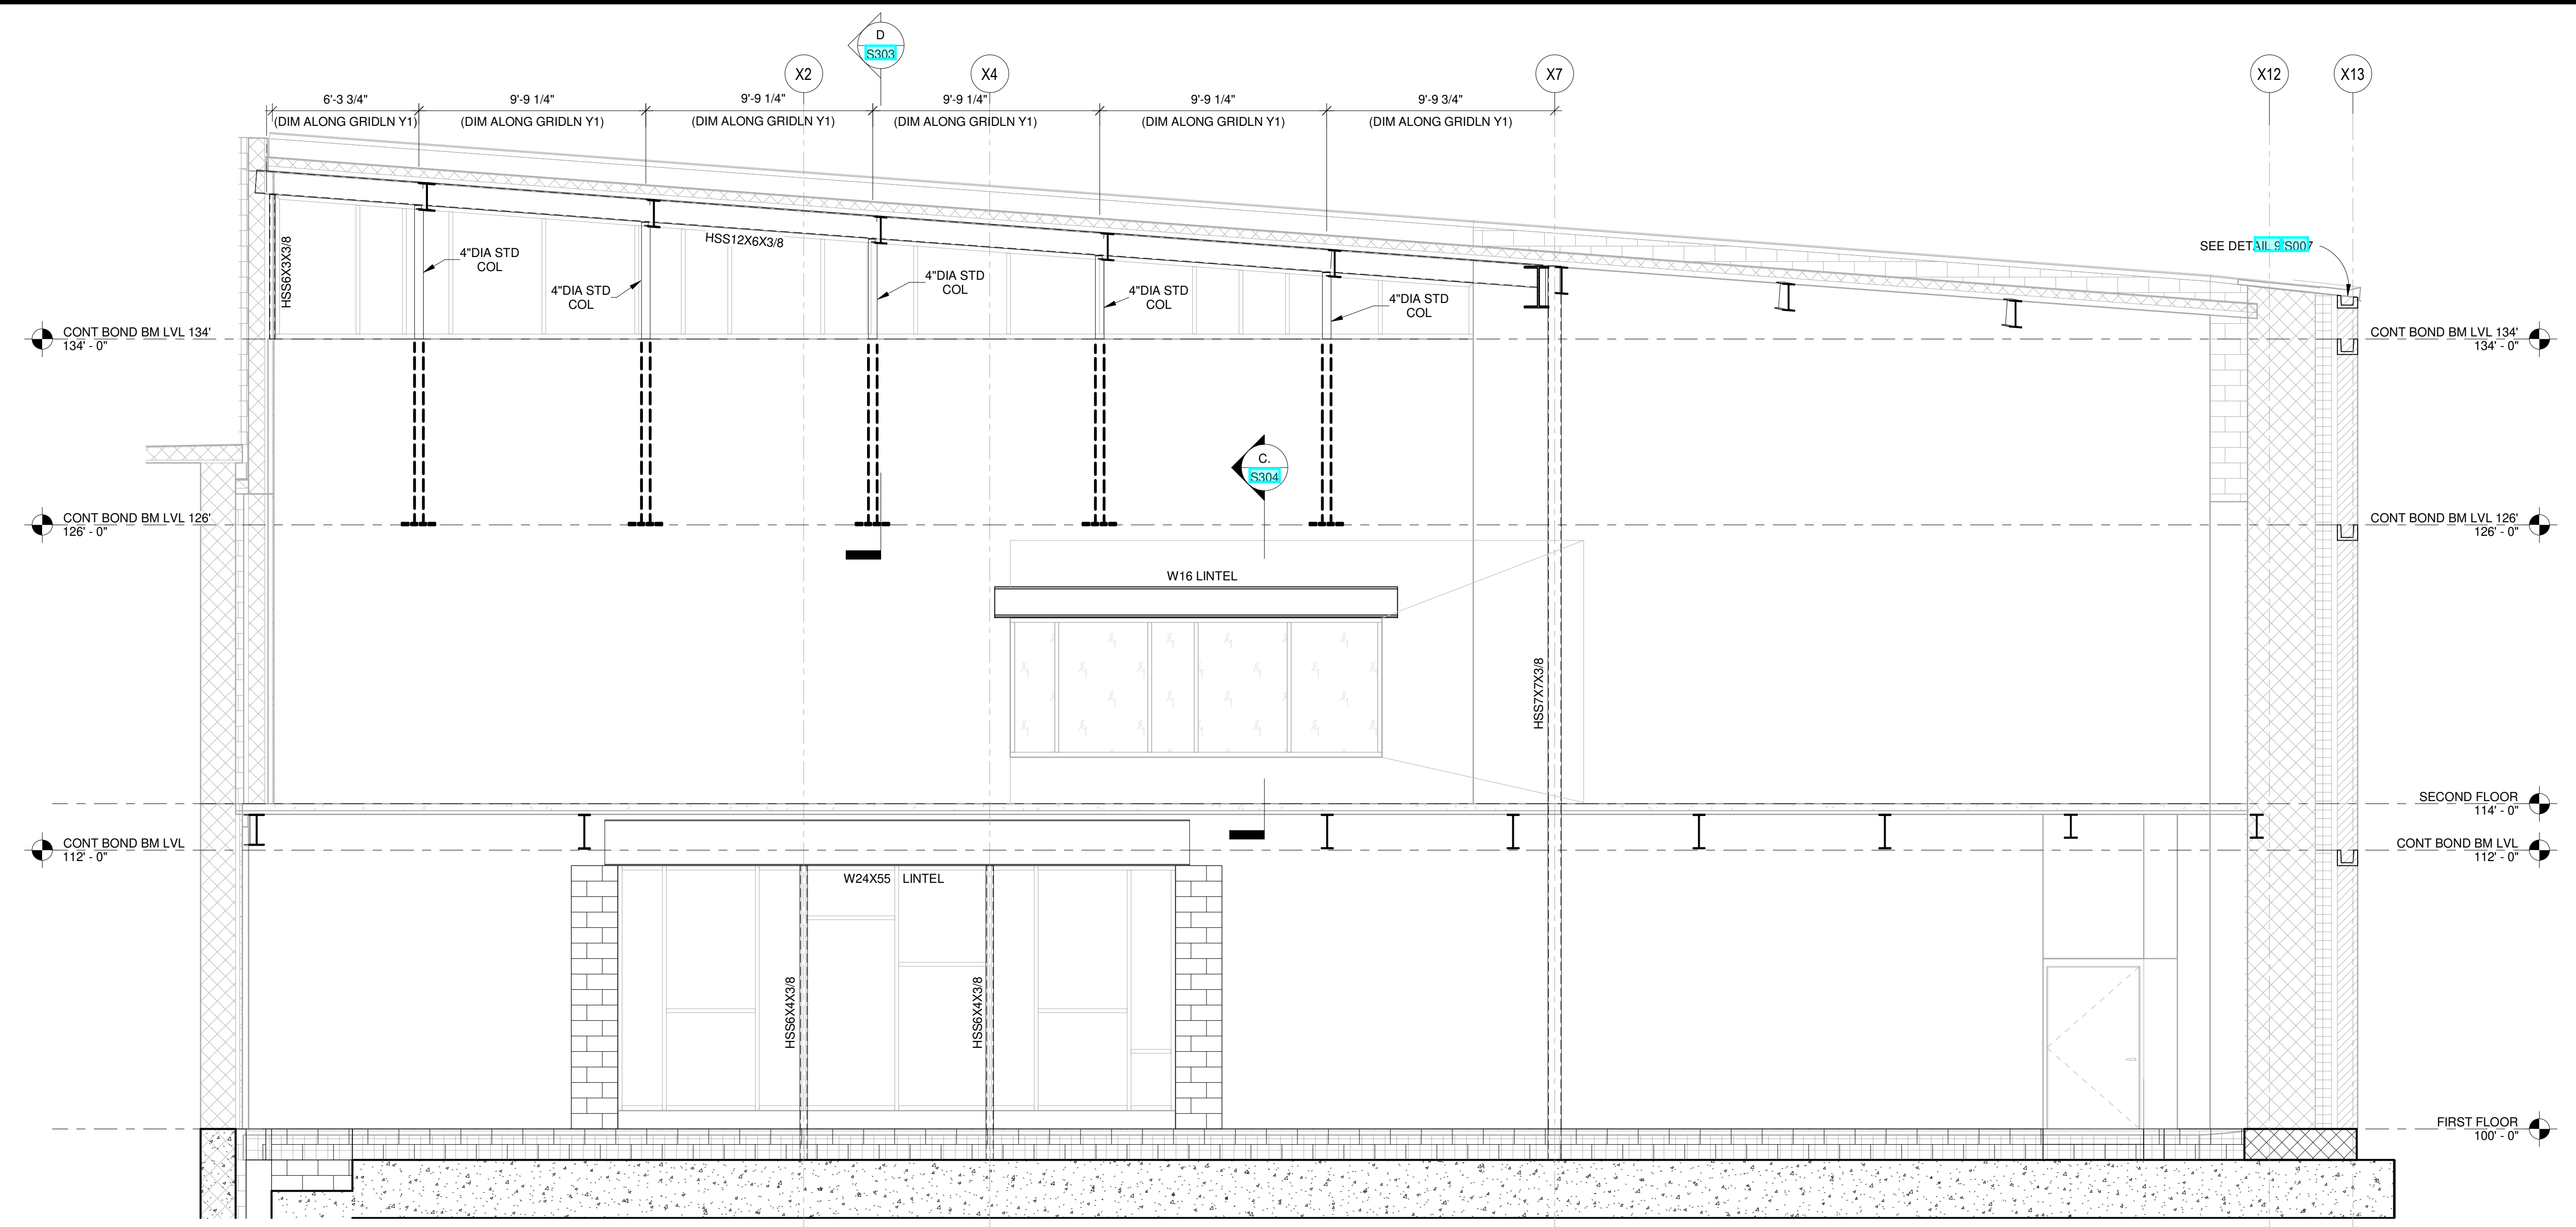 D
S303
X2
X4
X7
X12
X13
6'-3 3/4"
9'-9 1/4"
9'-9 1/4"
9'-9 1/4"
9'-9 1/4"
9'-9 3/4"
(DIM ALONG GRIDLN Y1)
(DIM ALONG GRIDLN Y1)
(DIM ALONG GRIDLN Y1)
(DIM ALONG GRIDLN Y1)
(DIM ALONG GRIDLN Y1)
(DIM ALONG GRIDLN Y1)
SEE DETAIL 9/S007
HSS12X6X3/8
HSS6X3X3/8
4"DIA STD
COL
4"DIA STD
COL
4"DIA STD
COL
4"DIA STD
COL
4"DIA STD
COL
CONT BOND BM LVL 134'
134' - 0"
CONT BOND BM LVL 134'
134' - 0"
C.
S304
CONT BOND BM LVL 126'
126' - 0"
CONT BOND BM LVL 126'
126' - 0"
W16 LINTEL
HSS7X7X3/8
SECOND FLOOR
114' - 0"
CONT BOND BM LVL
112' - 0"
CONT BOND BM LVL
112' - 0"
W24X55 LINTEL
HSS6X4X3/8
HSS6X4X3/8
FIRST FLOOR
100' - 0"